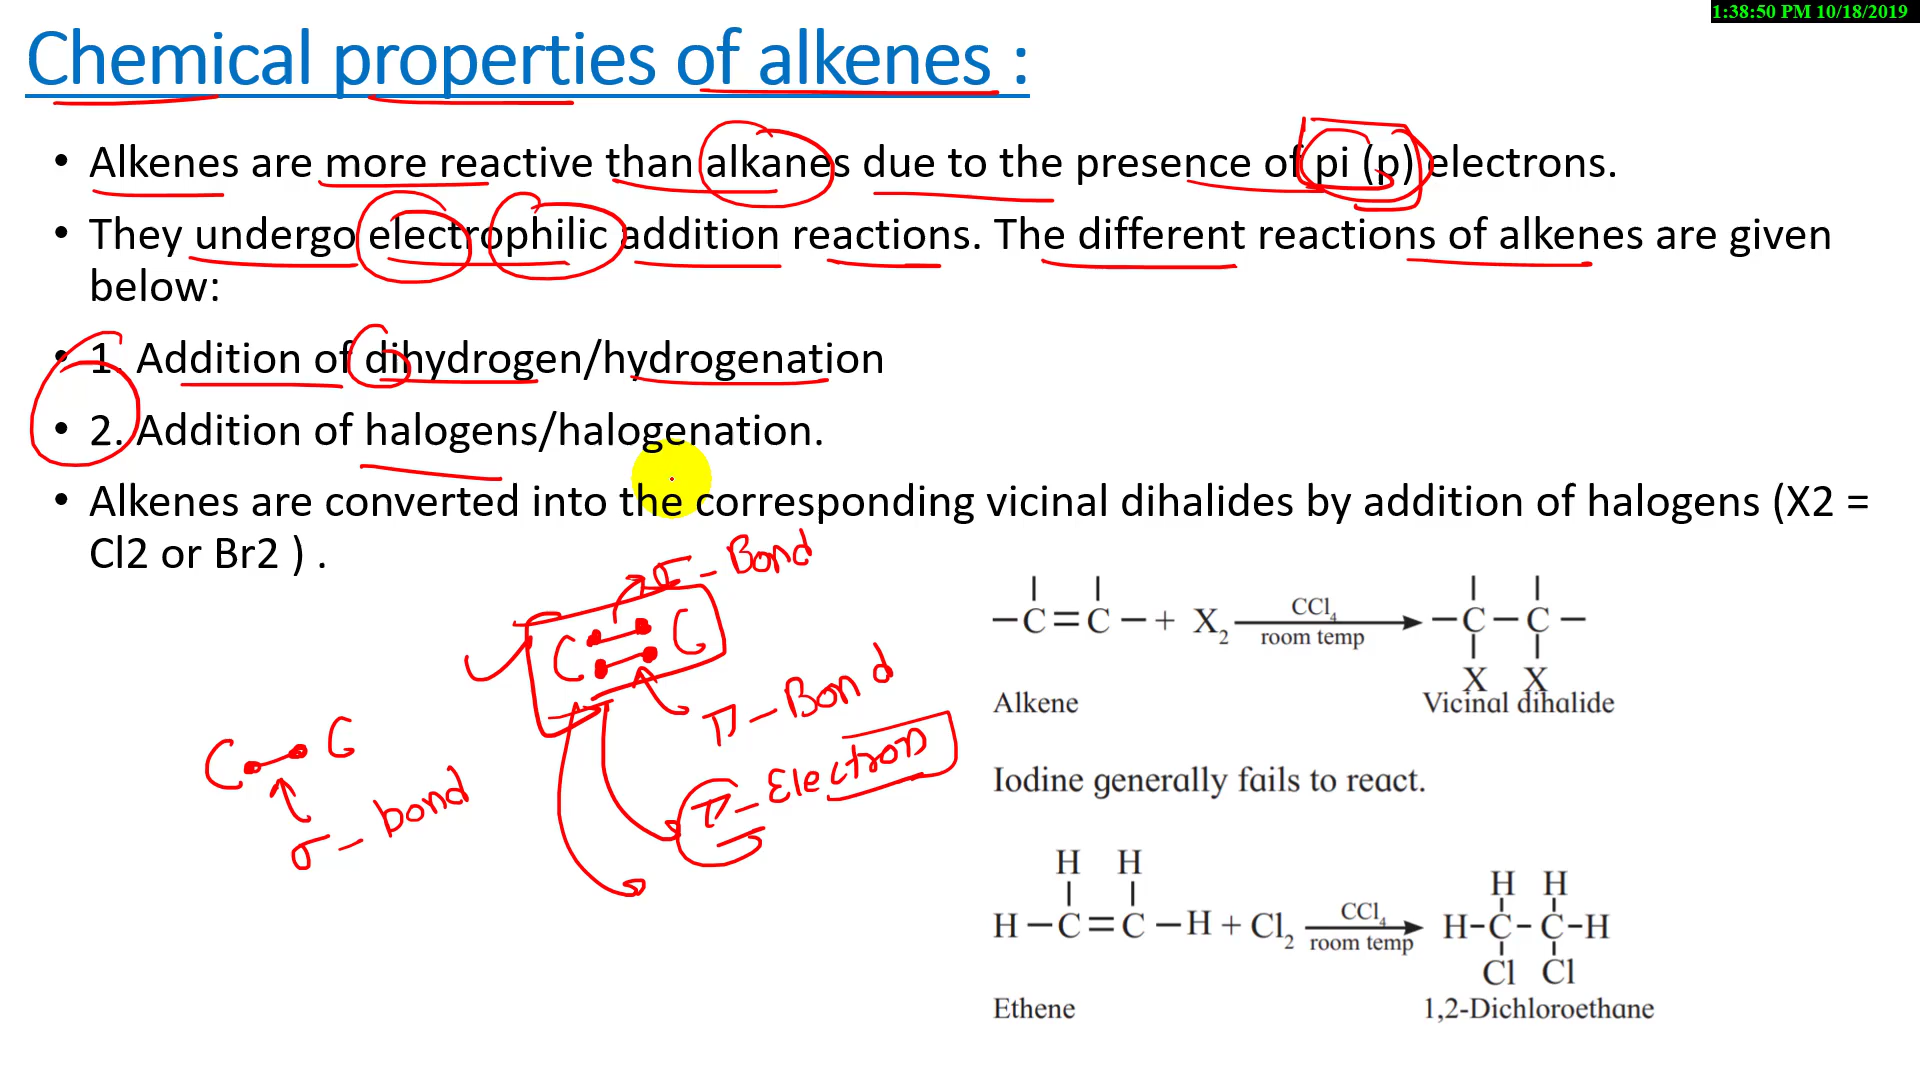 1:38:50 PM 10/18/2019
Chemical properties of alkenes :
• Alkenes are more reactive than alkanes due to the presence of pi (p) electrons.
• They undergo electrophilic addition reactions. The different reactions of alkenes are given
below:
• 1. Addition of dihydrogen/hydrogenation
• 2. Addition of halogens/halogenation.
• Alkenes are converted into the corresponding vicinal dihalides by addition of halogens (X2 =
Cl2 or Br2 ) .
σ - Bond
C = C
π - Bond
π - Electron
C - C
σ - bond
– C = C – + X2 CCl4 room temp – C – C –
X X
Alkene Vicinal dihalide
Iodine generally fails to react.
H H
H – C = C – H + Cl2 CCl4 room temp H – C – C – H
H H
Cl Cl
Ethene 1,2-Dichloroethane